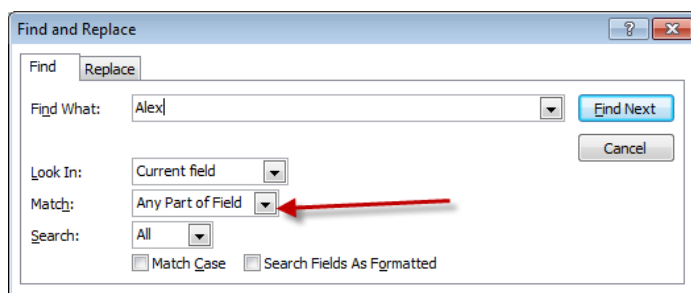 Find and Replace
Find Replace
Find What: Alex Find Next
Cancel
Look In: Current field
Match: Any Part of Field
Search: All
Match Case Search Fields As Formatted